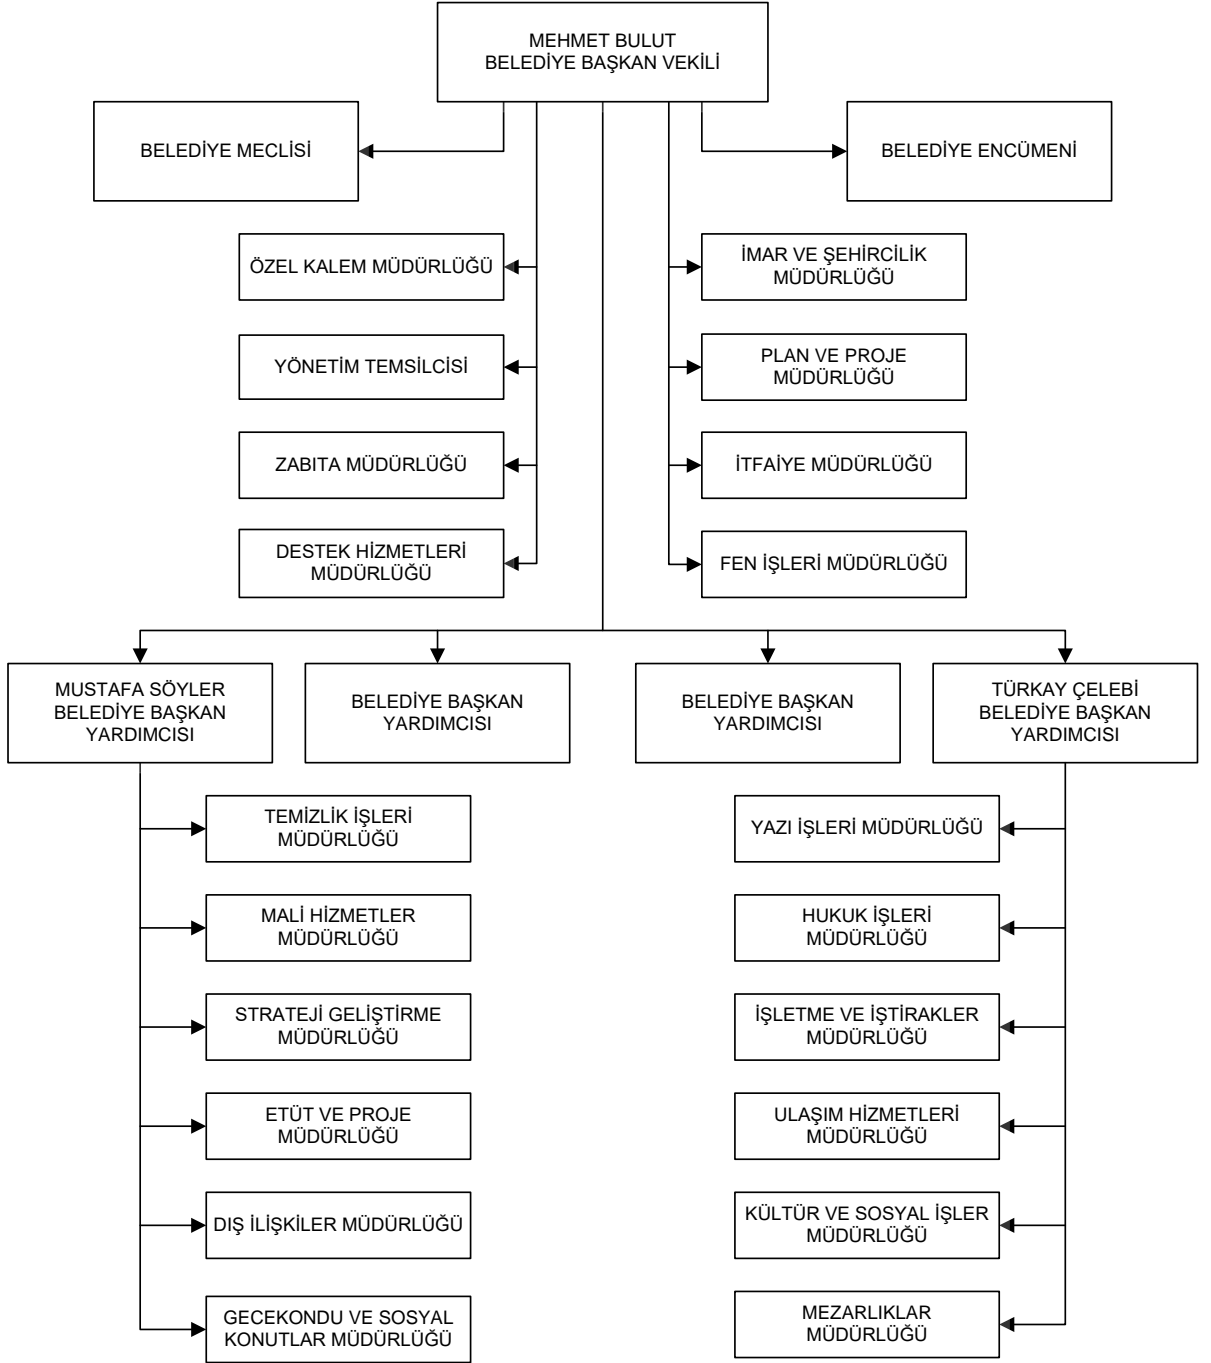 MEHMET BULUT
BELEDİYE BAŞKAN VEKİLİ
BELEDİYE MECLİSİ
BELEDİYE ENCÜMENİ
ÖZEL KALEM MÜDÜRLÜĞÜ
İMAR VE ŞEHİRCİLİK
MÜDÜRLÜĞÜ
YÖNETİM TEMSİLCİSİ
PLAN VE PROJE
MÜDÜRLÜĞÜ
ZABITA MÜDÜRLÜĞÜ
İTFAİYE MÜDÜRLÜĞÜ
DESTEK HİZMETLERİ
MÜDÜRLÜĞÜ
FEN İŞLERİ MÜDÜRLÜĞÜ
MUSTAFA SÖYLER
BELEDİYE BAŞKAN
YARDIMCISI
BELEDİYE BAŞKAN
YARDIMCISI
BELEDİYE BAŞKAN
YARDIMCISI
TÜRKAY ÇELEBİ
BELEDİYE BAŞKAN
YARDIMCISI
TEMİZLİK İŞLERİ
MÜDÜRLÜĞÜ
YAZI İŞLERİ MÜDÜRLÜĞÜ
MALİ HİZMETLER
MÜDÜRLÜĞÜ
HUKUK İŞLERİ
MÜDÜRLÜĞÜ
STRATEJİ GELİŞTİRME
MÜDÜRLÜĞÜ
İŞLETME VE İŞTİRAKLER
MÜDÜRLÜĞÜ
ETÜT VE PROJE
MÜDÜRLÜĞÜ
ULAŞIM HİZMETLERİ
MÜDÜRLÜĞÜ
DIŞ İLİŞKİLER MÜDÜRLÜĞÜ
KÜLTÜR VE SOSYAL İŞLER
MÜDÜRLÜĞÜ
GECEKONDU VE SOSYAL
KONUTLAR MÜDÜRLÜĞÜ
MEZARLIKLAR
MÜDÜRLÜĞÜ